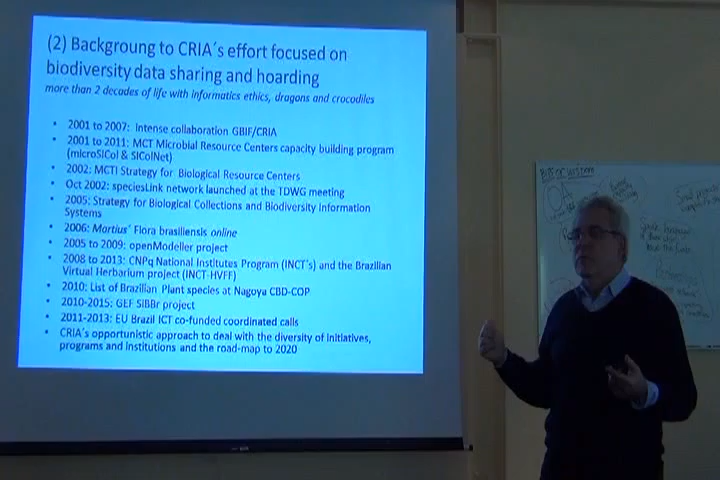 (2) Backgroung to CRIA´s effort focused on
biodiversity data sharing and hoarding
more than 2 decades of life with informatics ethics, dragons and crocodiles
• 2001 to 2007: Intense collaboration GBIF/CRIA
• 2001 to 2011: MCT Microbial Resource Centers capacity building program
(microSICol & SIColNet)
• 2002: MCTI Strategy for Biological Resource Centers
• Oct 2002: speciesLink network launched at the TDWG meeting
• 2005: Strategy for Biological Collections and Biodiversity Information
Systems
• 2006: Martius´ Flora brasiliensis online
• 2005 to 2009: openModeller project
• 2008 to 2013: CNPq National Institutes Program (INCT´s) and the Brazilian
Virtual Herbarium project (INCT-HVFF)
• 2010: List of Brazilian Plant species at Nagoya CBD-COP
• 2010-2015: GEF SiBBr project
• 2011-2013: EU Brazil ICT co-funded coordinated calls
• CRIA´s opportunistic approach to deal with the diversity of initiatives,
programs and institutions and the road-map to 2020